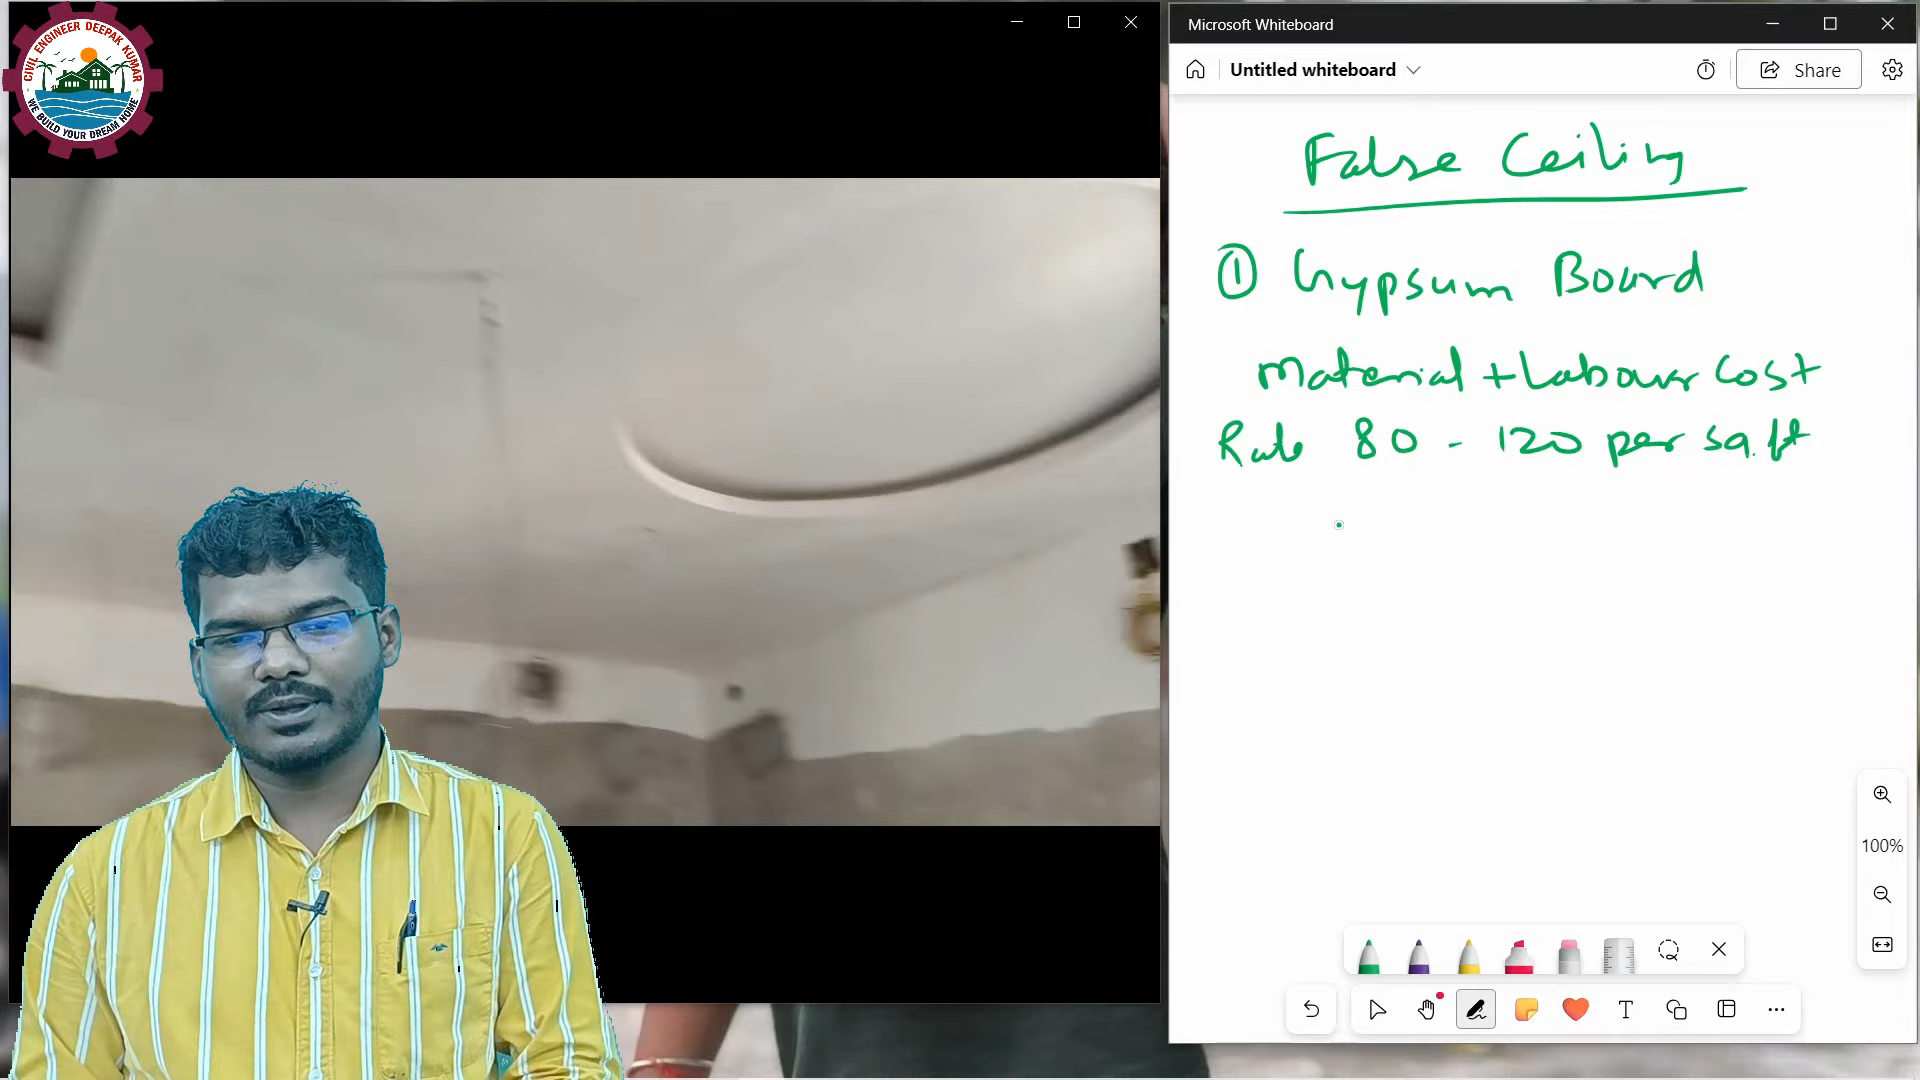 CIVIL ENGINEER DEEPAK KUMAR
WE BUILD YOUR DREAM HOME
Microsoft Whiteboard
Untitled whiteboard
Share
False Ceiling
① Gypsum Board
Material + Labour Cost
Rate 80 - 120 per sq.ft
100%
T